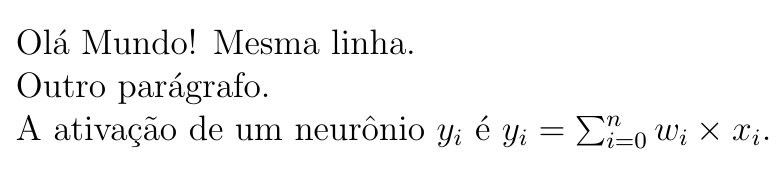 Olá Mundo! Mesma linha.
Outro parágrafo.
A ativação de um neurônio $y_i$ é $y_i = \sum_{i=0}^{n} w_i \times x_i$.